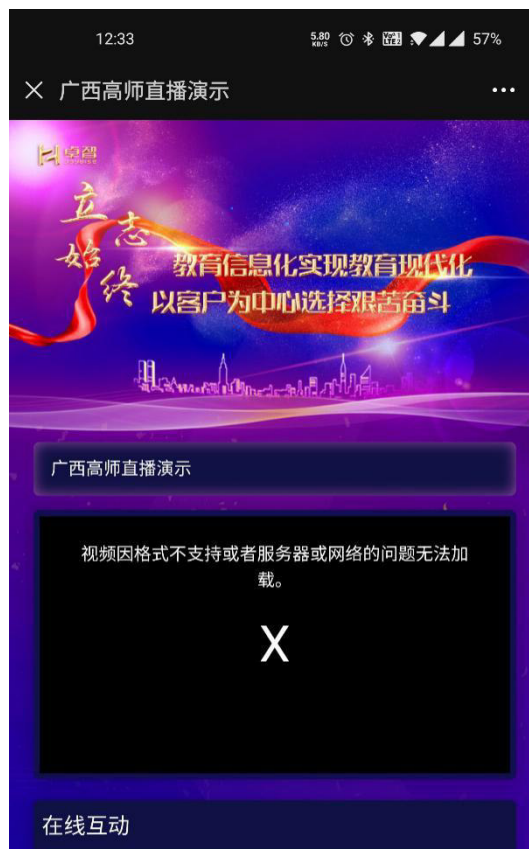 12:33
5.80
KB/S
57%
广西高师直播演示
卓智
立志
始终
教育信息化实现教育现代化
以客户为中心选择艰苦奋斗
广西高师直播演示
视频因格式不支持或者服务器或网络的问题无法加
载。
X
在线互动